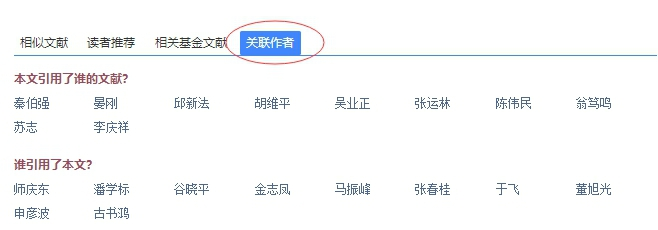 相似文献 读者推荐 相关基金文献 关联作者
本文引用了谁的文献?
秦伯强 晏刚 邱新法 胡维平 吴业正 张运林 陈伟民 翁笃鸣
苏志 李庆祥
谁引用了本文?
师庆东 潘学标 谷晓平 金志凤 马振峰 张春桂 于飞 董旭光
申彦波 古书鸿